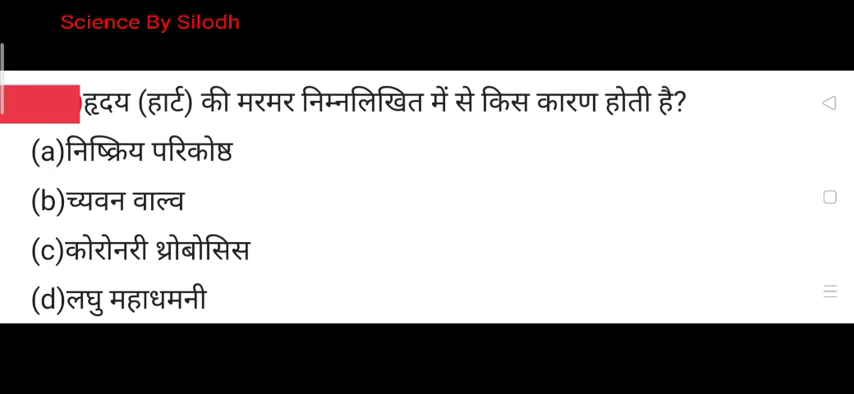 Science By Silodh
हृदय (हार्ट) की मरमर निम्नलिखित में से किस कारण होती है?
(a)निष्क्रिय परिकोष्ठ
(b)च्यवन वाल्व
(c)कोरोनरी थ्रोबोसिस
(d)लघु महाधमनी